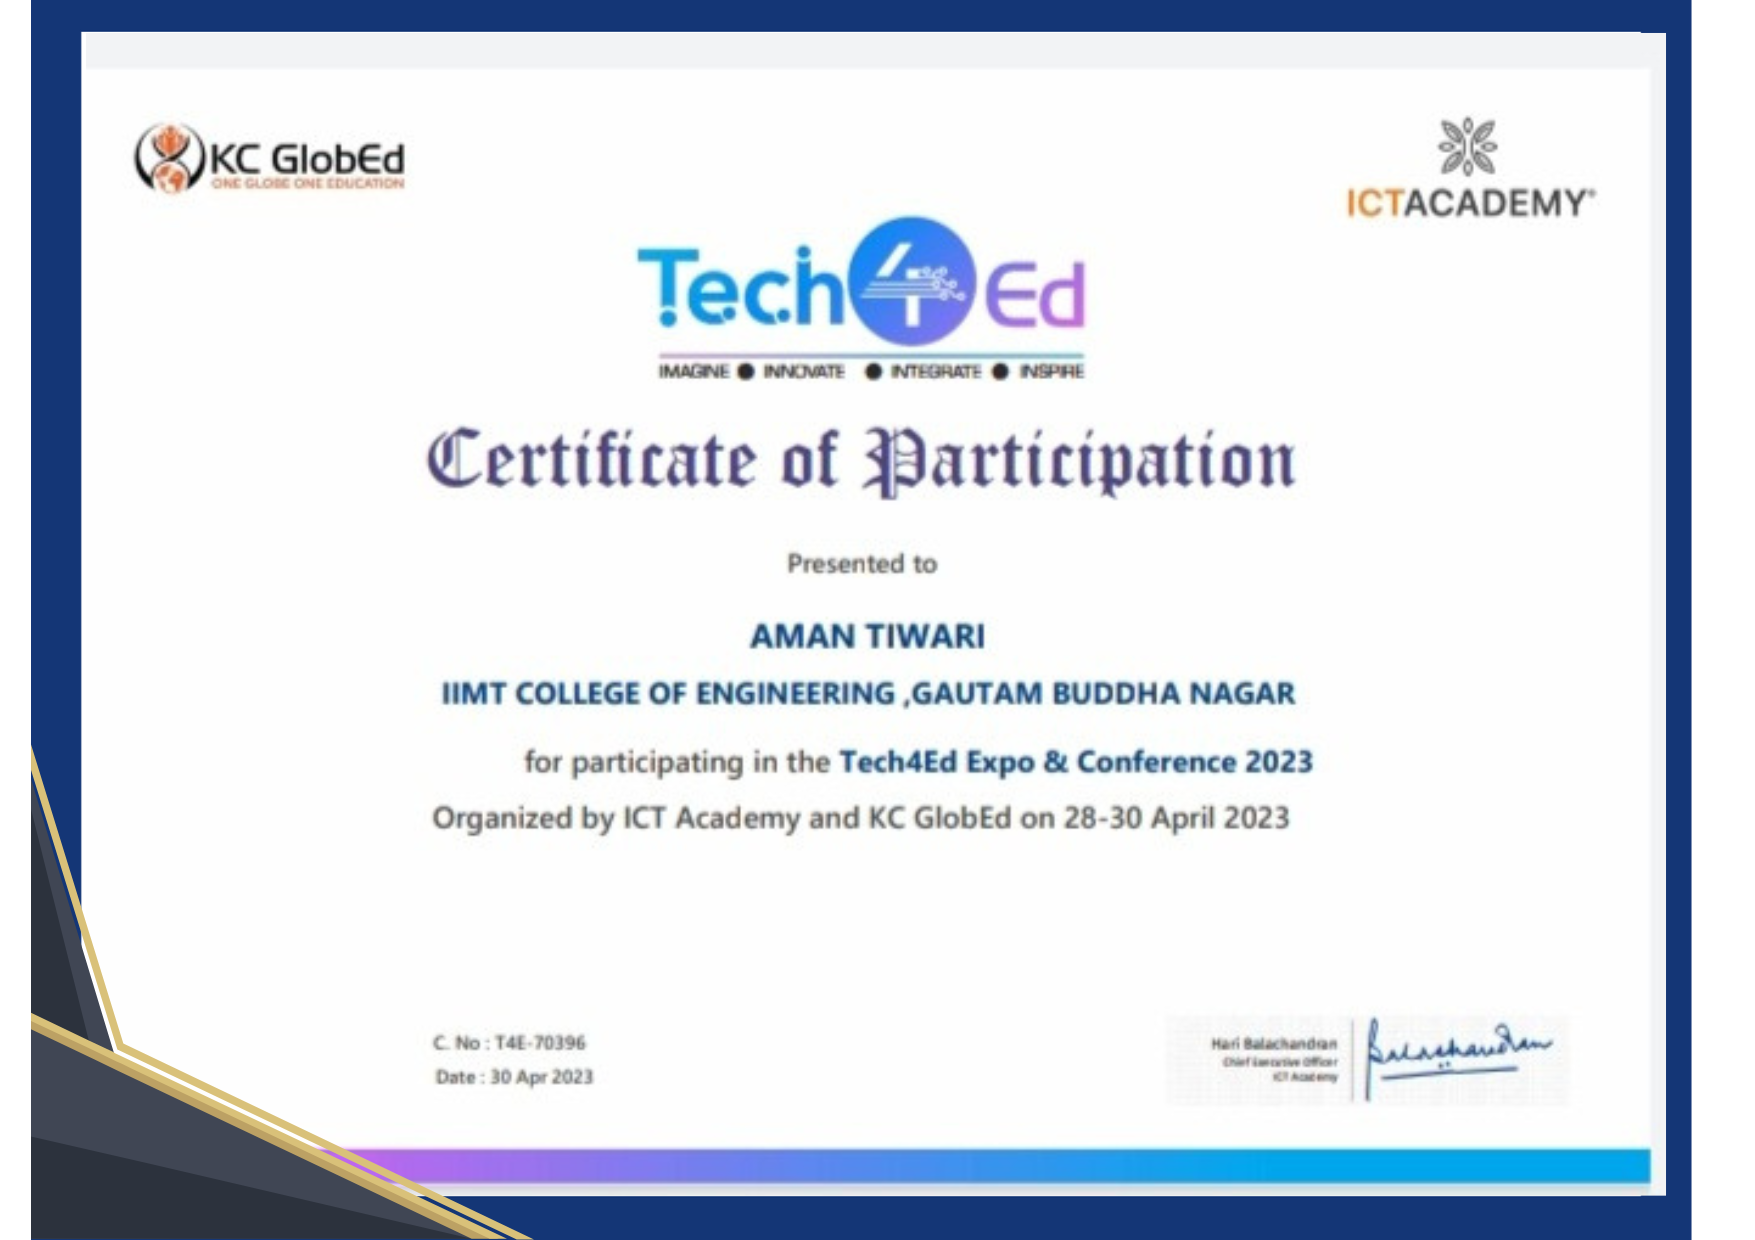 KC GlobEd
ONE GLOBE ONE EDUCATION
ICTACADEMY®
Tech4Ed
IMAGINE ● INNOVATE ● INTEGRATE ● INSPIRE
Certificate of Participation
Presented to
AMAN TIWARI
IIMT COLLEGE OF ENGINEERING ,GAUTAM BUDDHA NAGAR
for participating in the Tech4Ed Expo & Conference 2023
Organized by ICT Academy and KC GlobEd on 28-30 April 2023
C. No : T4E-70396
Date : 30 Apr 2023
Hari Balachandran
Chief Executive Officer
ICT Academy
Balachandran